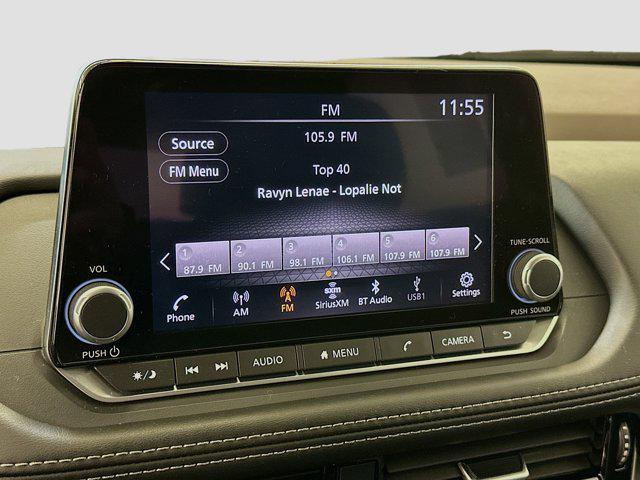 FM
11:55
105.9 FM
Source
FM Menu
Top 40
Ravyn Lenae - Lopalie Not
1 2 3 4 5 6
87.9 FM 90.1 FM 98.1 FM 106.1 FM 107.9 FM 107.9 FM
Phone AM FM sxm SiriusXM BT Audio USB1 Settings
VOL
PUSH
TUNE-SCROLL
PUSH SOUND
AUDIO MENU CAMERA